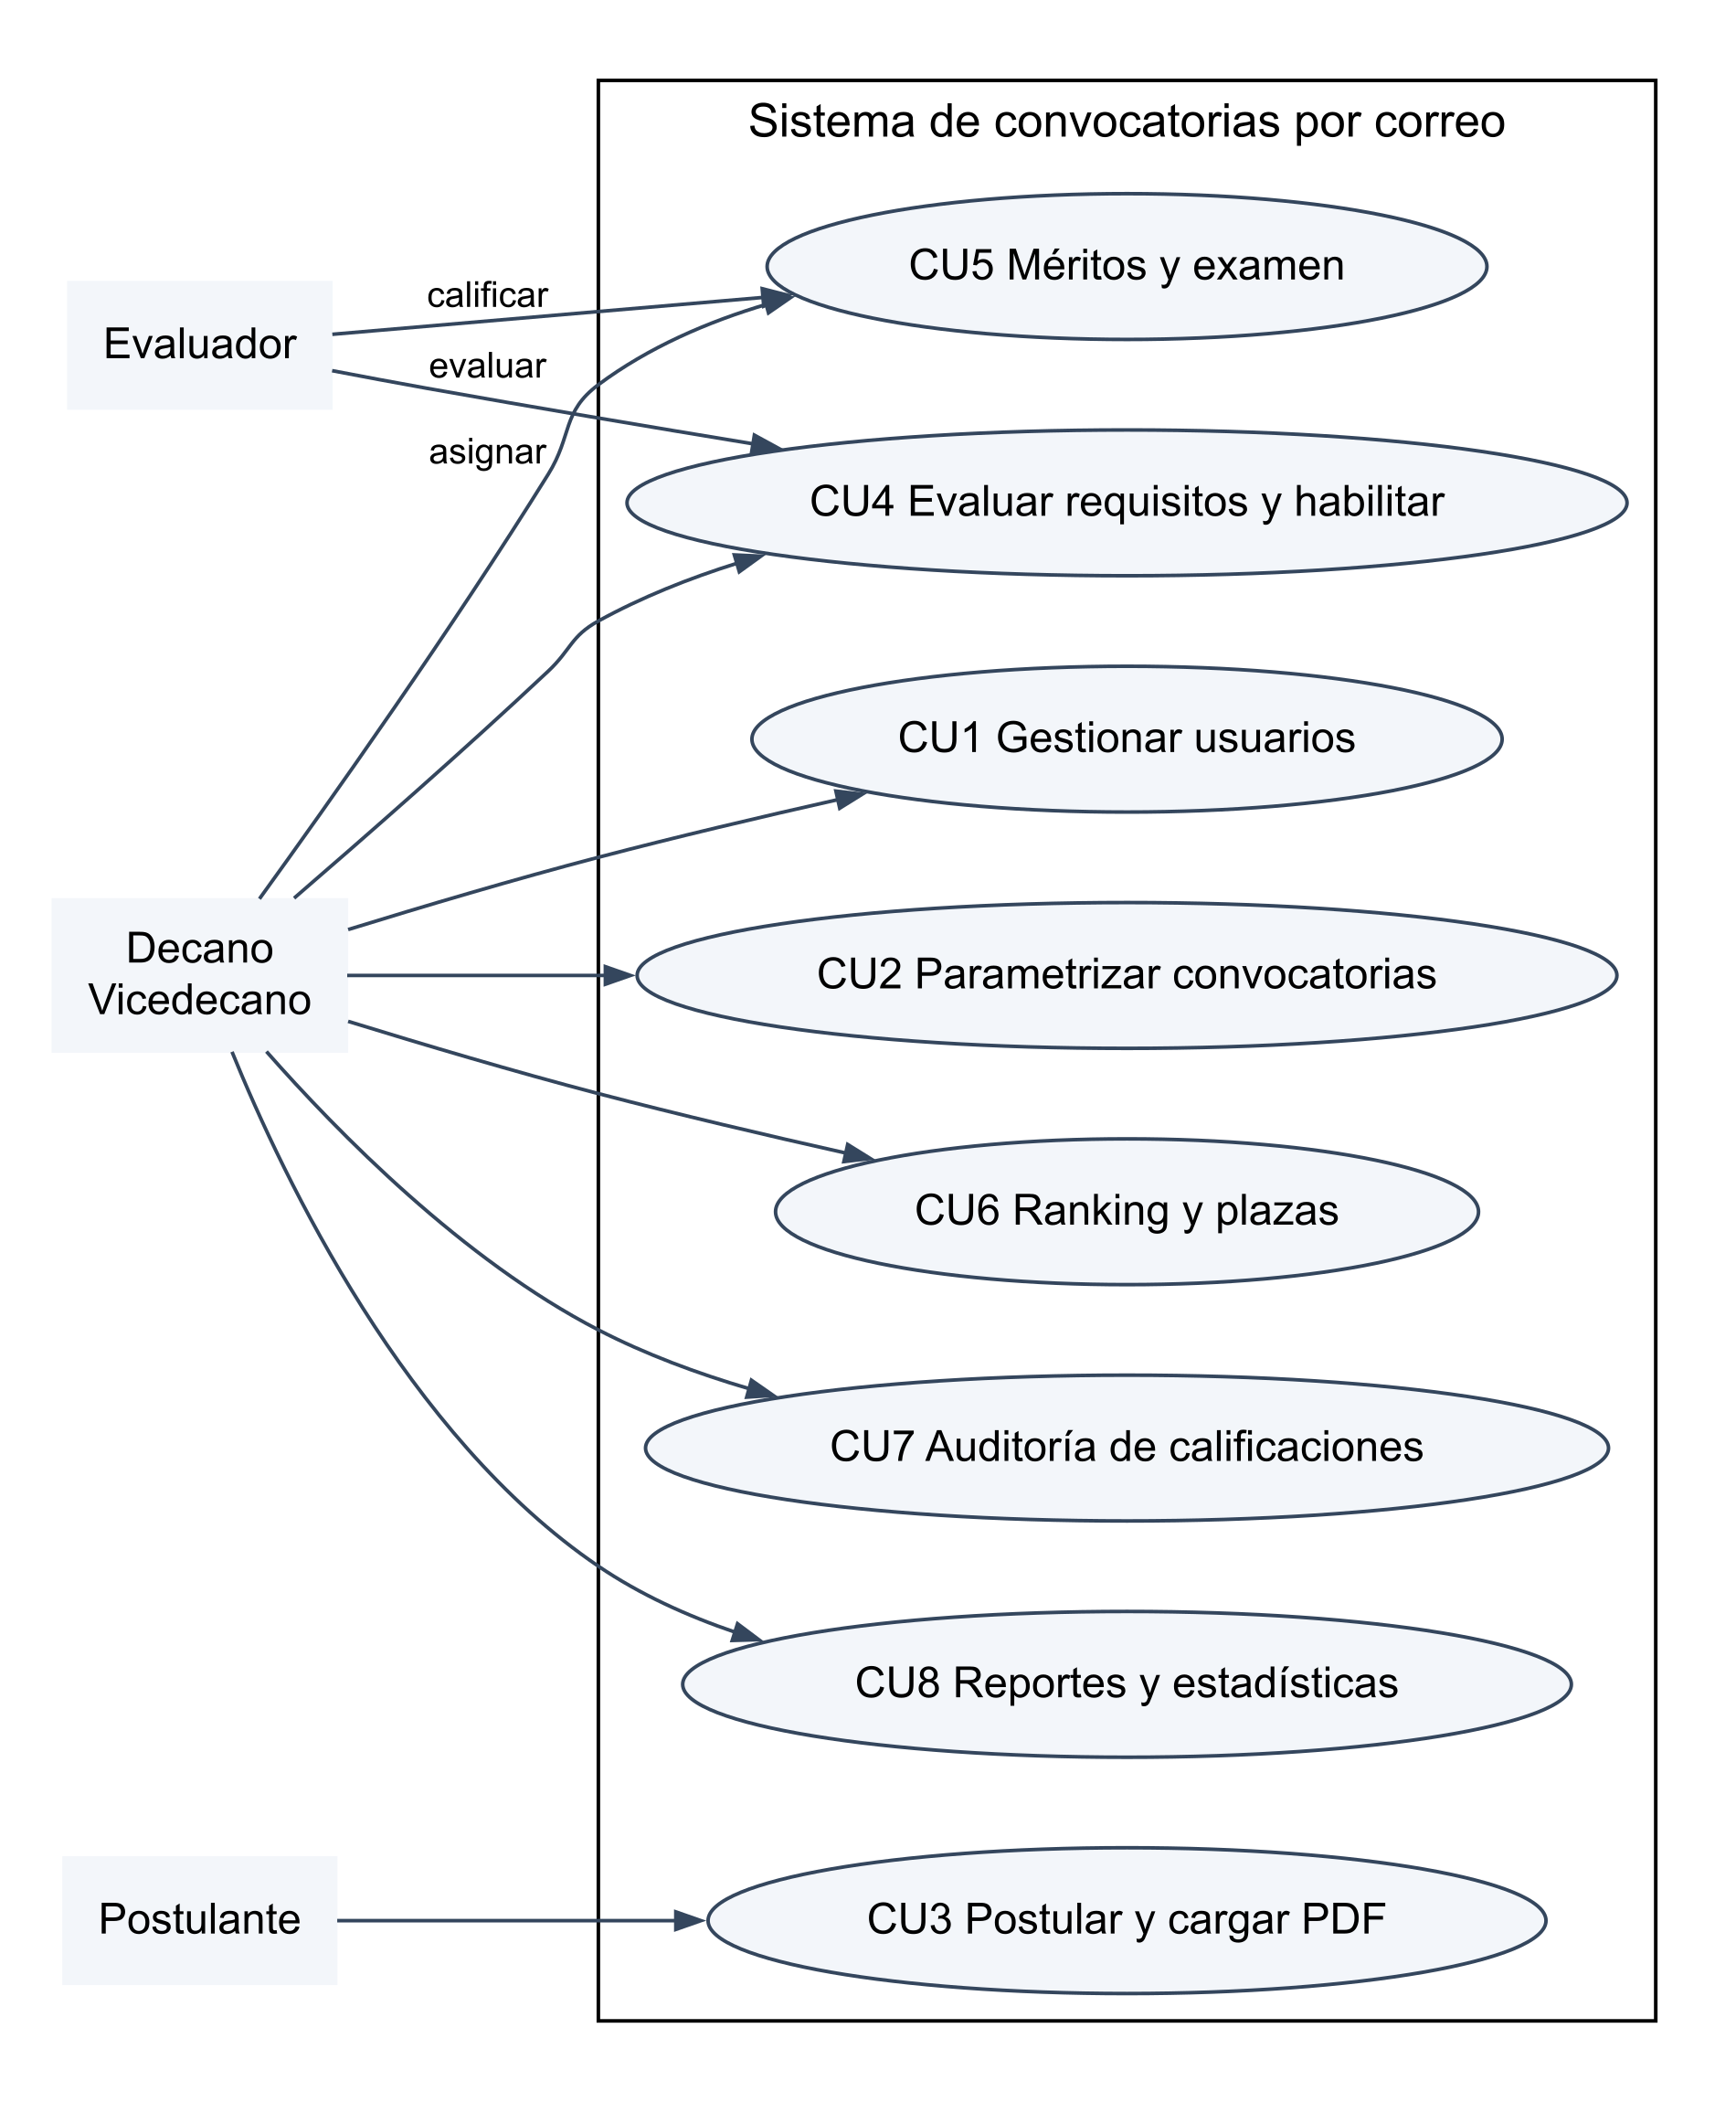 Sistema de convocatorias por correo
CU5 Méritos y examen
calificar
Evaluador
evaluar
asignar
CU4 Evaluar requisitos y habilitar
CU1 Gestionar usuarios
Decano
Vicedecano
CU2 Parametrizar convocatorias
CU6 Ranking y plazas
CU7 Auditoría de calificaciones
CU8 Reportes y estadísticas
Postulante
CU3 Postular y cargar PDF